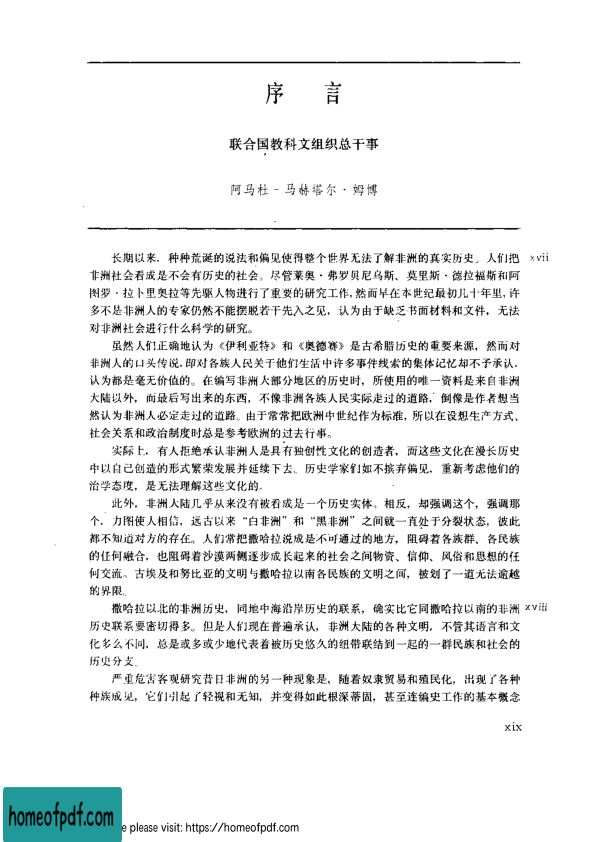 序 言
联合国教科文组织总干事
阿马杜-马赫塔尔·姆博
长期以来，种种荒诞的说法和偏见使得整个世界无法了解非洲的真实历史。人们把 xvii
非洲社会看成是不会有历史的社会。尽管莱奥·弗罗贝尼乌斯、莫里斯·德拉福斯和阿
图罗·拉卜里奥拉等先驱人物进行了重要的研究工作，然而早在本世纪最初几十年里，许
多不是非洲人的专家仍然不能摆脱若干先入之见，认为由于缺乏书面材料和文件，无法
对非洲社会进行什么科学的研究。
虽然人们正确地认为《伊利亚特》和《奥德赛》是古希腊历史的重要来源，然而对
非洲人的口头传说，即对各族人民关于他们生活中许多事件线索的集体记忆却不予承认，
认为都是毫无价值的。在编写非洲大部分地区的历史时，所使用的唯一资料是来自非洲
大陆以外，而最后写出来的东西，不像非洲各族人民实际走过的道路，倒像是作者想当
然认为非洲人必定走过的道路。由于常常把欧洲中世纪作为标准，所以在设想生产方式、
社会关系和政治制度时总是参考欧洲的过去行事。
实际上，有人拒绝承认非洲人是具有独创性文化的创造者，而这些文化在漫长历史
中以自己创造的形式繁荣发展并延续下去。历史学家们如不摈弃偏见，重新考虑他们的
治学态度，是无法理解这些文化的。
此外，非洲大陆几乎从来没有被看成是一个历史实体。相反，却强调这个，强调那
个，力图使人相信，远古以来“白非洲”和“黑非洲”之间就一直处于分裂状态，彼此
都不知道对方的存在。人们常把撒哈拉说成是不可通过的地方，阻碍着各族群、各民族
的任何融合，也阻碍着沙漠两侧逐步成长起来的社会之间物资、信仰、风俗和思想的任
何交流。古埃及和努比亚的文明与撒哈拉以南各民族的文明之间，被划了一道无法逾越
的界限。
撒哈拉以北的非洲历史，同地中海沿岸历史的联系，确实比它同撒哈拉以南的非洲 xviii
历史联系要密切得多。但是人们现在普遍承认，非洲大陆的各种文明，不管其语言和文
化多么不同，总是或多或少地代表着被历史悠久的纽带联结到一起的一群民族和社会的
历史分支。
严重危害客观研究昔日非洲的另一种现象是，随着奴隶贸易和殖民化，出现了各种
种族成见，它们引起了轻视和无知，并变得如此根深蒂固，甚至连编史工作的基本概念
xix
homeofpdf.com
e please visit: https://homeofpdf.com